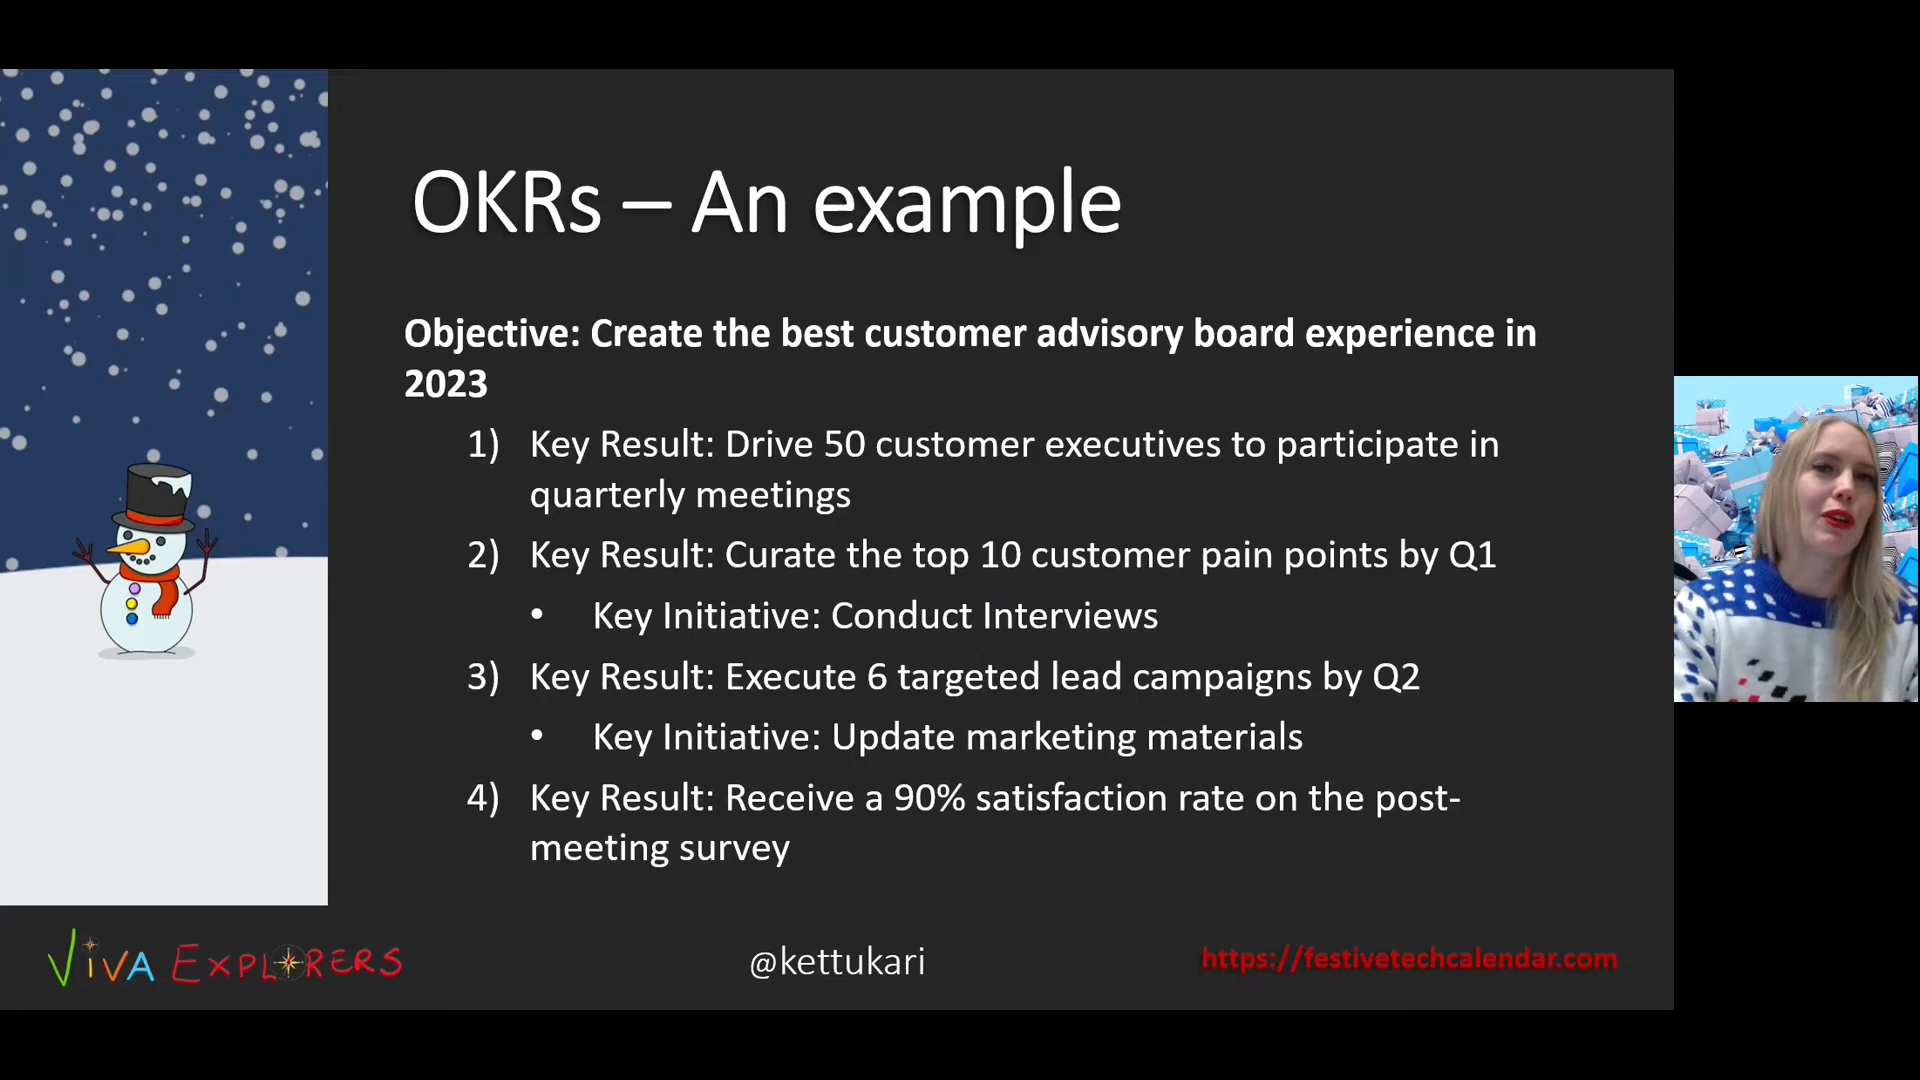 OKRs – An example
Objective: Create the best customer advisory board experience in
2023
1) Key Result: Drive 50 customer executives to participate in
quarterly meetings
2) Key Result: Curate the top 10 customer pain points by Q1
• Key Initiative: Conduct Interviews
3) Key Result: Execute 6 targeted lead campaigns by Q2
• Key Initiative: Update marketing materials
4) Key Result: Receive a 90% satisfaction rate on the post-
meeting survey
VIVA EXPLORERS
@kettukari
https://festivetechcalendar.com